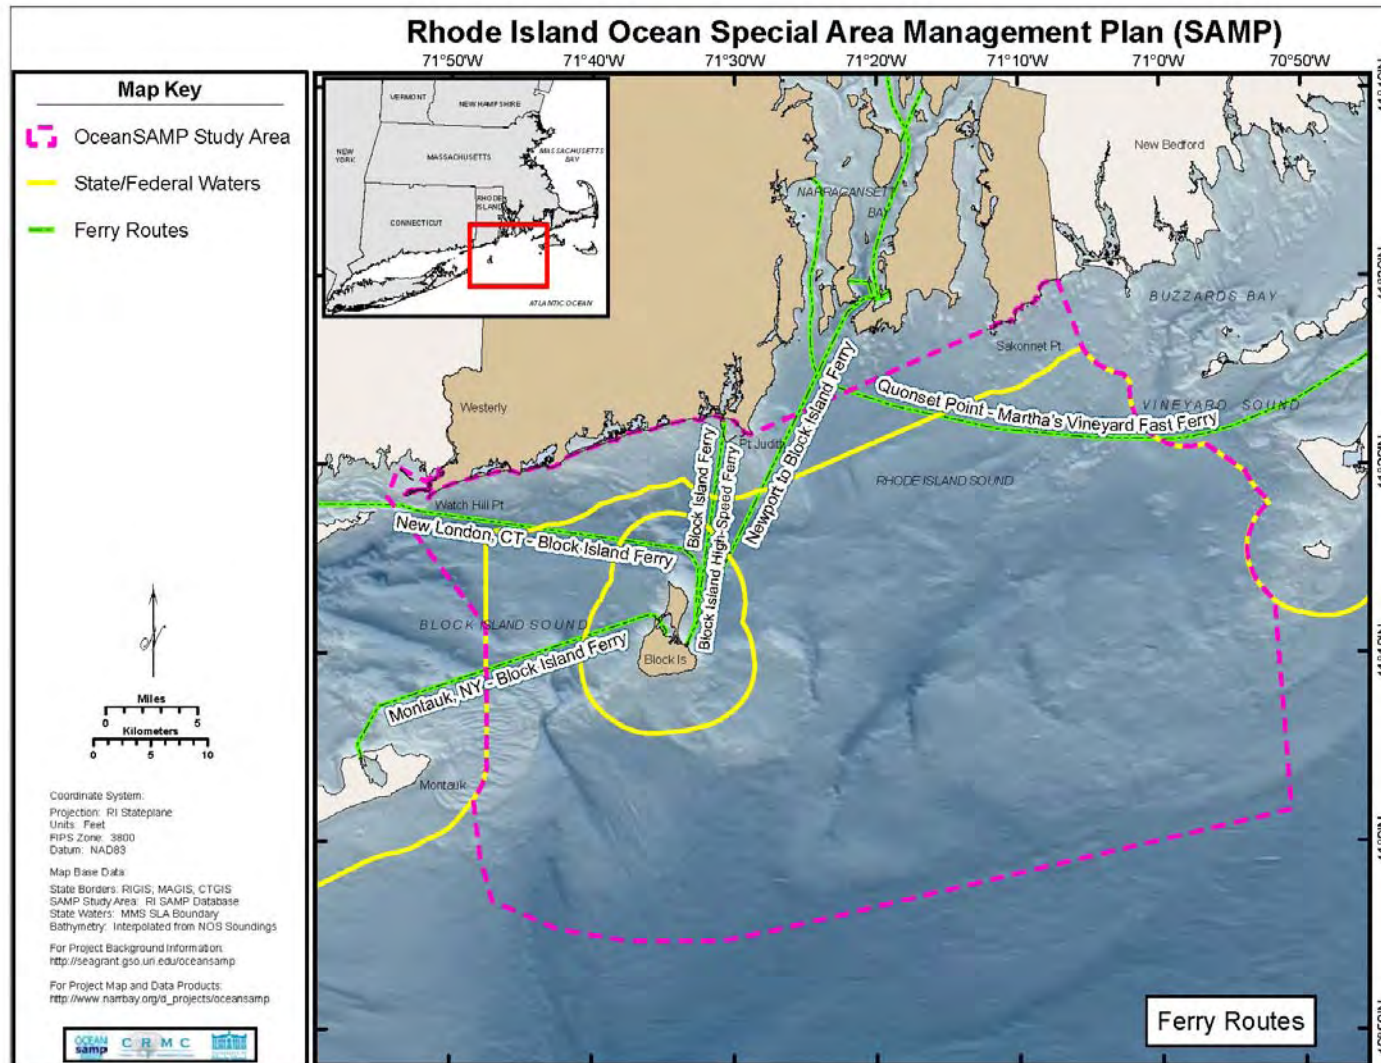 Rhode Island Ocean Special Area Management Plan (SAMP)
Map Key
OceanSAMP Study Area
State/Federal Waters
Ferry Routes
Miles
0 5
Kilometers
0 5 10
Coordinate System:
Projection: RI Stateplane
Units: Feet
FIPS Zone: 3800
Datum: NAD83
Map Base Data
State Borders: RIGIS, MAGIS, CTGIS
SAMP Study Area: RI SAMP Database
State Waters: MMS SLA Boundary
Bathymetry: Interpolated from NOS Soundings
For Project Background Information:
http://seagrant.gso.uri.edu/oceansamp
For Project Map and Data Products:
http://www.narrbay.org/d_projects/oceansamp
OCEAN
samp
CRMC
71°50'W 71°40'W 71°30'W 71°20'W 71°10'W 71°0'W 70°50'W
VERMONT
NEW HAMPSHIRE
NEW
YORK
MASSACHUSETTS
MASSACHUSETTS
BAY
CONNECTICUT
RHODE
ISLAND
ATLANTIC OCEAN
New Bedford
NARRAGANSETT
BAY
BUZZARDS BAY
Sakonnet Pt.
Westerly
Quonset Point - Martha's Vineyard Fast Ferry
VINEYARD SOUND
Newport to Block Island Ferry
Pt Judith
Block Island Ferry
Block Island High-Speed Ferry
RHODE ISLAND SOUND
Watch Hill Pt
New London, CT - Block Island Ferry
BLOCK ISLAND SOUND
Block Is
Montauk, NY - Block Island Ferry
Montauk
Ferry Routes